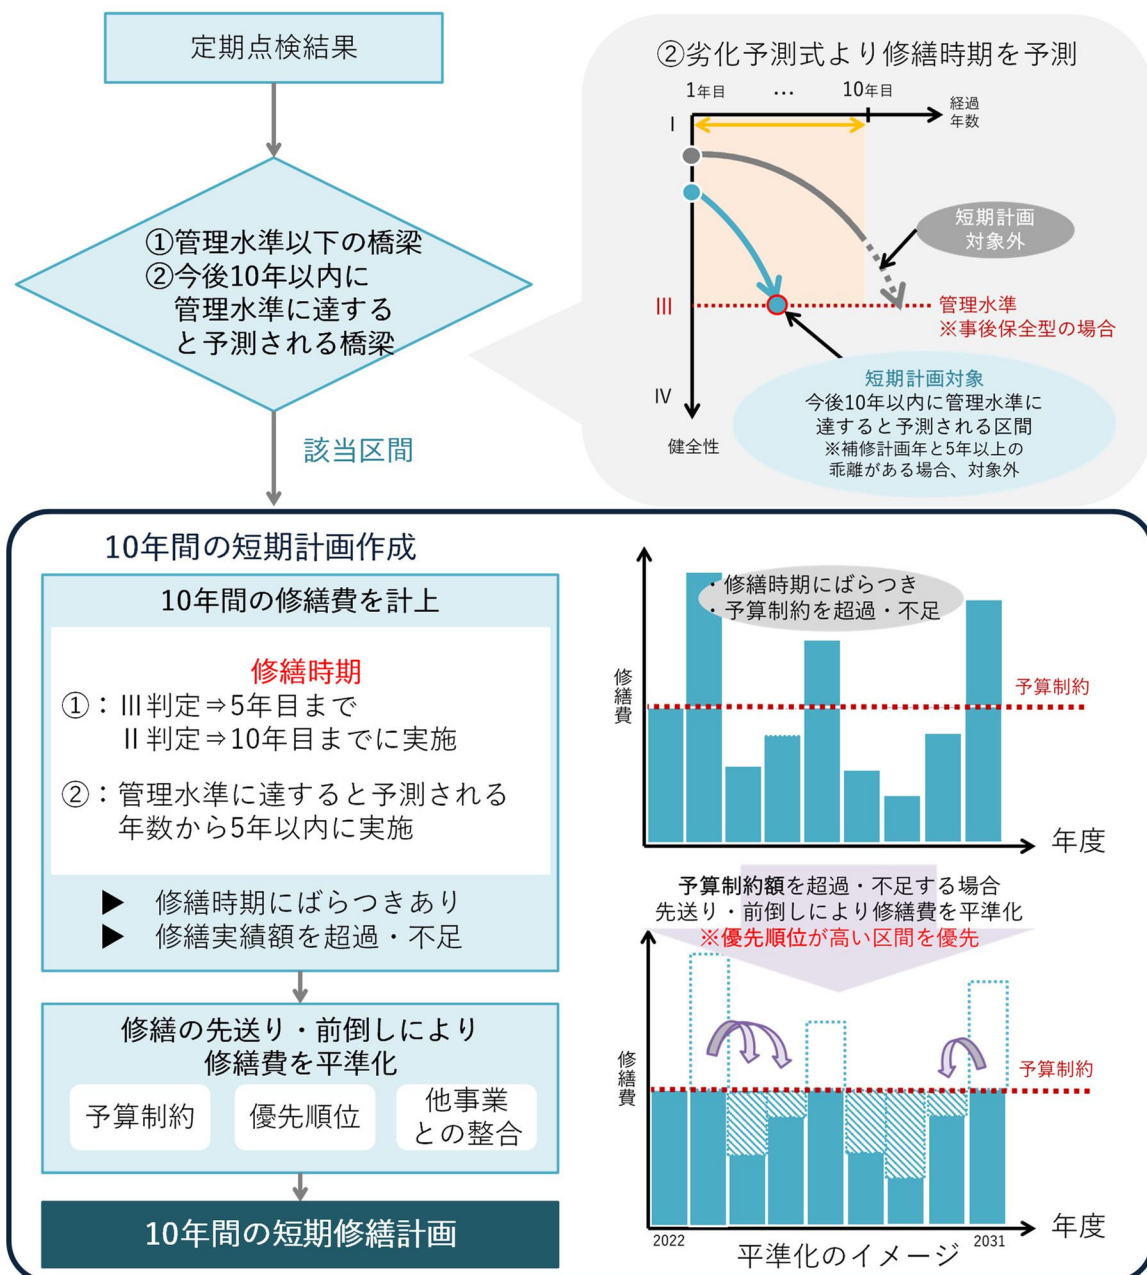 定期点検結果
①管理水準以下の橋梁
②今後10年以内に
管理水準に達する
と予測される橋梁
該当区間
②劣化予測式より修繕時期を予測
1年目
…
10年目
経過
年数
I
III
IV
健全性
短期計画
対象外
管理水準
※事後保全型の場合
短期計画対象
今後10年以内に管理水準に
達すると予測される区間
※補修計画年と5年以上の
乖離がある場合、対象外
10年間の短期計画作成
10年間の修繕費を計上
修繕時期
①：III判定⇒5年目まで
II判定⇒10年目までに実施
②：管理水準に達すると予測される
年数から5年以内に実施
▶ 修繕時期にばらつきあり
▶ 修繕実績額を超過・不足
修繕の先送り・前倒しにより
修繕費を平準化
予算制約
優先順位
他事業
との整合
10年間の短期修繕計画
・修繕時期にばらつき
・予算制約を超過・不足
修繕費
予算制約
年度
予算制約額を超過・不足する場合
先送り・前倒しにより修繕費を平準化
※優先順位が高い区間を優先
修繕費
予算制約
年度
2022
2031
平準化のイメージ